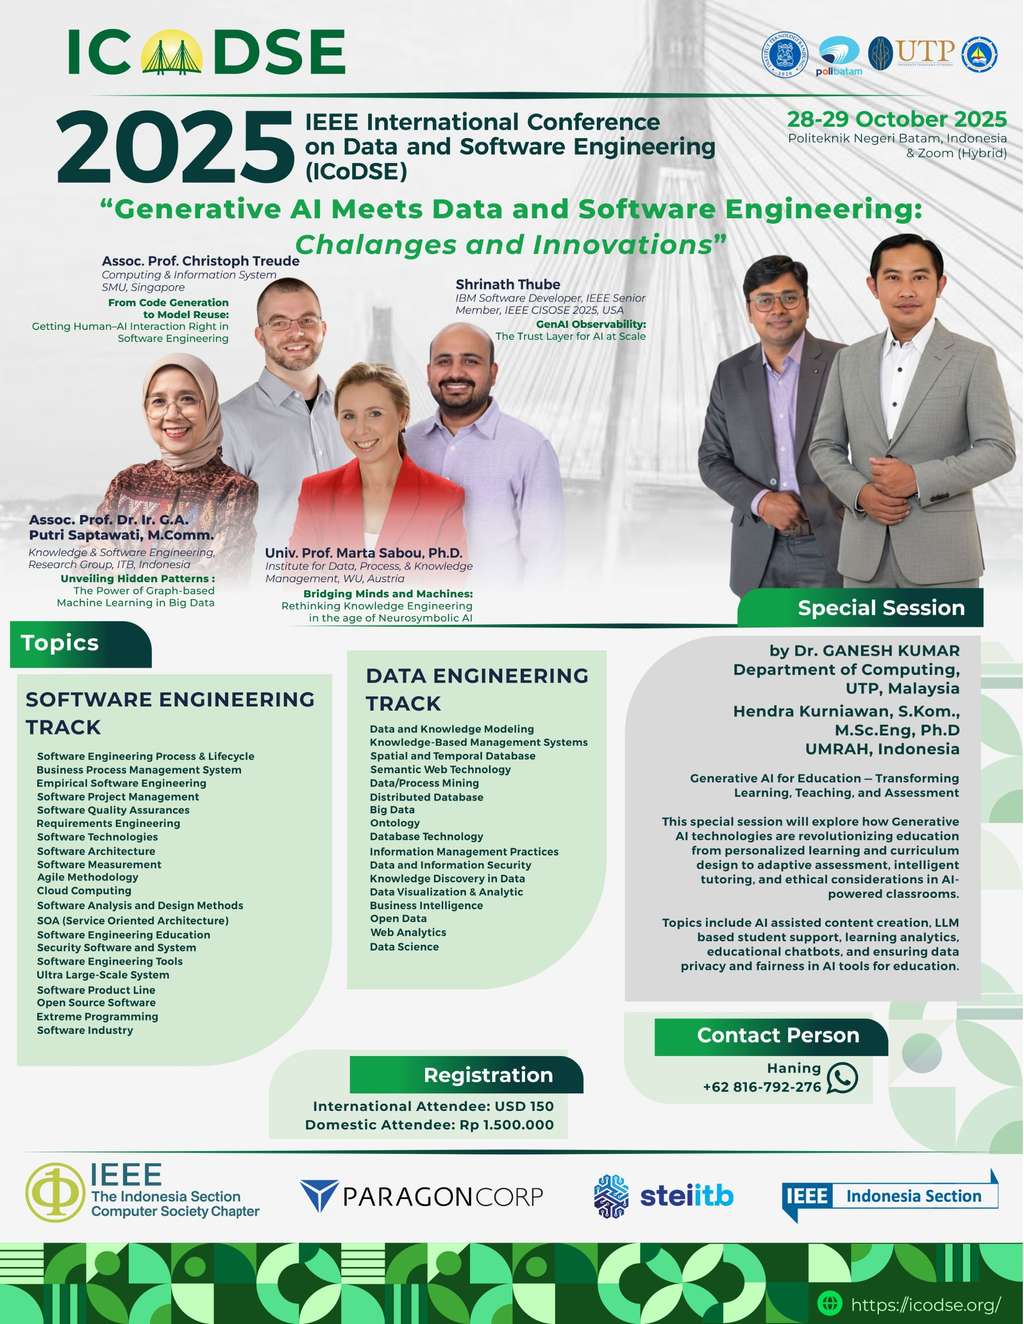 ICODSE
polibatam
UTP
2025
IEEE International Conference
on Data and Software Engineering
(ICoDSE)
28-29 October 2025
Politeknik Negeri Batam, Indonesia
& Zoom (Hybrid)
“Generative AI Meets Data and Software Engineering:
Chalanges and Innovations”
Assoc. Prof. Christoph Treude
Computing & Information System
SMU, Singapore
From Code Generation
to Model Reuse:
Getting Human–AI Interaction Right in
Software Engineering
Shrinath Thube
IBM Software Developer, IEEE Senior
Member, IEEE CISOSE 2025, USA
GenAI Observability:
The Trust Layer for AI at Scale
Assoc. Prof. Dr. Ir. G.A.
Putri Saptawati, M.Comm.
Knowledge & Software Engineering,
Research Group, ITB, Indonesia
Unveiling Hidden Patterns :
The Power of Graph-based
Machine Learning in Big Data
Univ. Prof. Marta Sabou, Ph.D.
Institute for Data, Process, & Knowledge
Management, WU, Austria
Bridging Minds and Machines:
Rethinking Knowledge Engineering
in the age of Neurosymbolic AI
Topics
SOFTWARE ENGINEERING
TRACK
Software Engineering Process & Lifecycle
Business Process Management System
Empirical Software Engineering
Software Project Management
Software Quality Assurances
Requirements Engineering
Software Technologies
Software Architecture
Software Measurement
Agile Methodology
Cloud Computing
Software Analysis and Design Methods
SOA (Service Oriented Architecture)
Software Engineering Education
Security Software and System
Software Engineering Tools
Ultra Large-Scale System
Software Product Line
Open Source Software
Extreme Programming
Software Industry
DATA ENGINEERING
TRACK
Data and Knowledge Modeling
Knowledge-Based Management Systems
Spatial and Temporal Database
Semantic Web Technology
Data/Process Mining
Distributed Database
Big Data
Ontology
Database Technology
Information Management Practices
Data and Information Security
Knowledge Discovery in Data
Data Visualization & Analytic
Business Intelligence
Open Data
Web Analytics
Data Science
Special Session
by Dr. GANESH KUMAR
Department of Computing,
UTP, Malaysia
Hendra Kurniawan, S.Kom.,
M.Sc.Eng, Ph.D
UMRAH, Indonesia
Generative AI for Education — Transforming
Learning, Teaching, and Assessment
This special session will explore how Generative
AI technologies are revolutionizing education
from personalized learning and curriculum
design to adaptive assessment, intelligent
tutoring, and ethical considerations in AI-
powered classrooms.
Topics include AI assisted content creation, LLM
based student support, learning analytics,
educational chatbots, and ensuring data
privacy and fairness in AI tools for education.
Contact Person
Haning
+62 816-792-276
Registration
International Attendee: USD 150
Domestic Attendee: Rp 1.500.000
IEEE
The Indonesia Section
Computer Society Chapter
PARAGONCORP
steiitb
IEEE Indonesia Section
https://icodse.org/